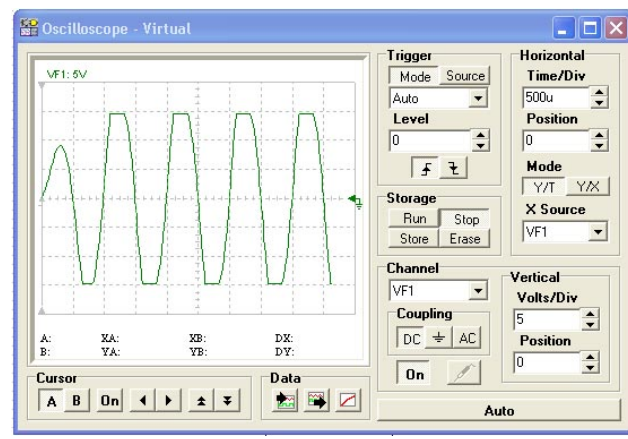 Oscilloscope - Virtual
VF1: 5V
A: XA: XB: DX:
B: YA: YB: DY:
Cursor
A B On
Data
Trigger
Mode Source
Auto
Level
0
Storage
Run Stop
Store Erase
Horizontal
Time/Div
500u
Position
0
Mode
Y/T Y/X
X Source
VF1
Channel
VF1
Coupling
DC AC
On
Vertical
Volts/Div
5
Position
0
Auto